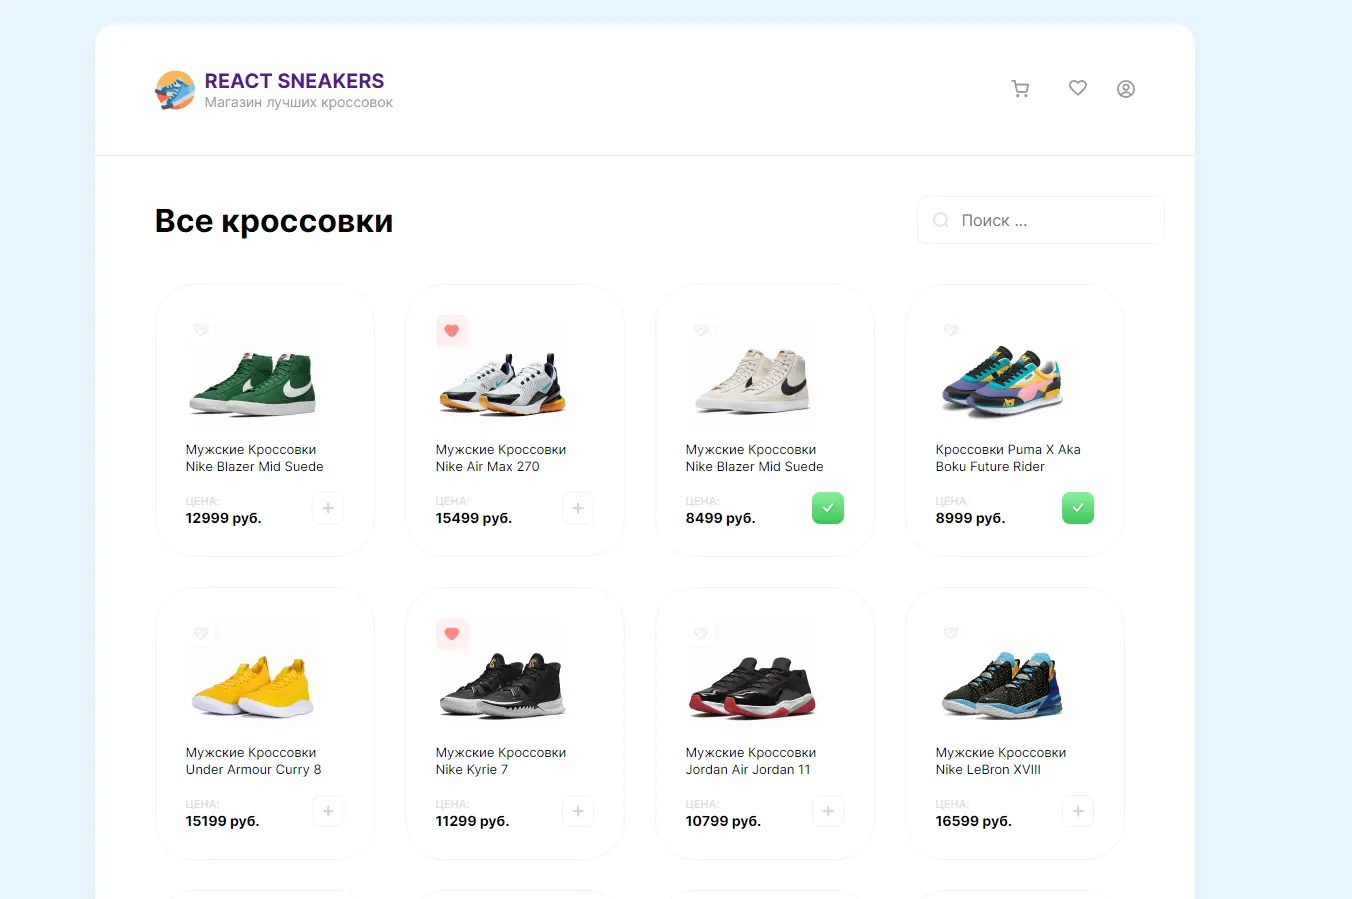 REACT SNEAKERS
Магазин лучших кроссовок
Все кроссовки
Поиск ...
Мужские Кроссовки
Nike Blazer Mid Suede
ЦЕНА:
12999 руб.
Мужские Кроссовки
Nike Air Max 270
ЦЕНА:
15499 руб.
Мужские Кроссовки
Nike Blazer Mid Suede
ЦЕНА:
8499 руб.
Кроссовки Puma X Aka
Boku Future Rider
ЦЕНА:
8999 руб.
Мужские Кроссовки
Under Armour Curry 8
ЦЕНА:
15199 руб.
Мужские Кроссовки
Nike Kyrie 7
ЦЕНА:
11299 руб.
Мужские Кроссовки
Jordan Air Jordan 11
ЦЕНА:
10799 руб.
Мужские Кроссовки
Nike LeBron XVIII
ЦЕНА:
16599 руб.